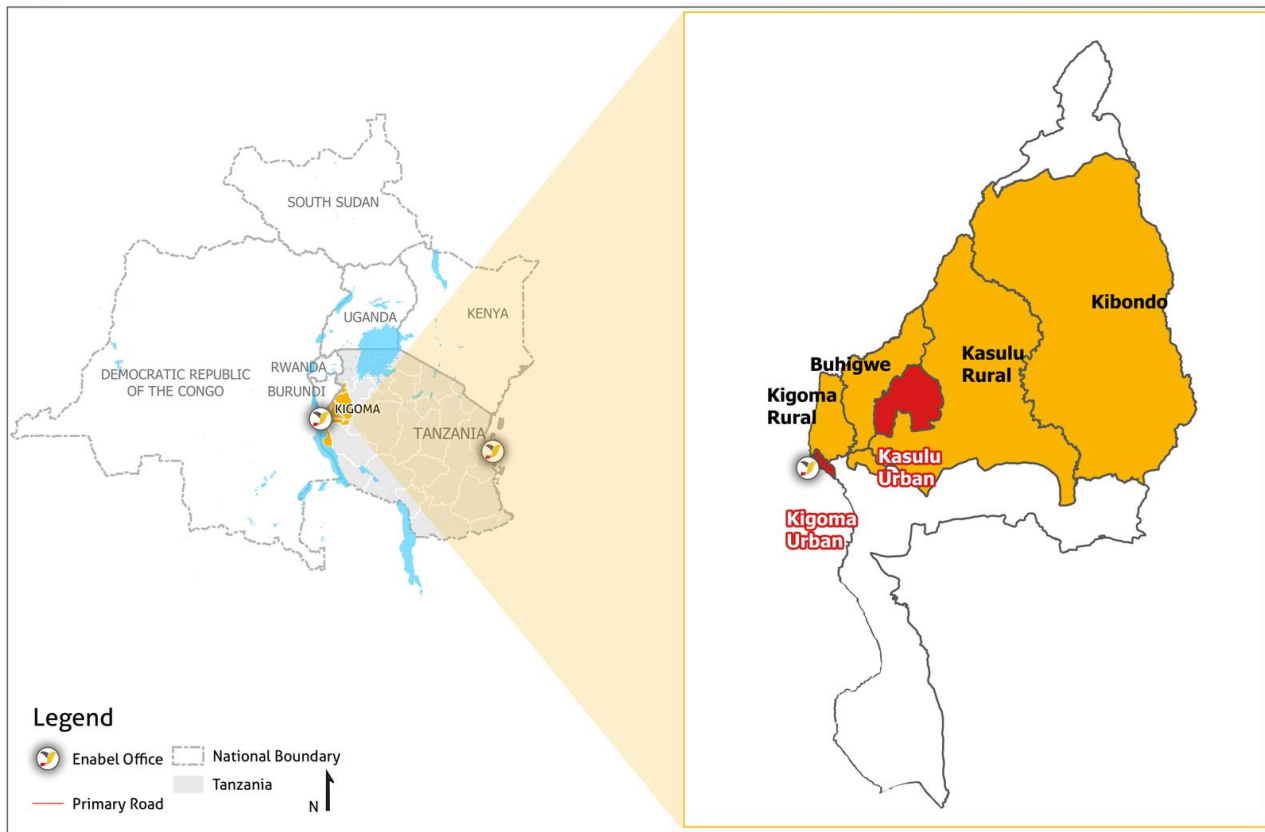 SOUTH SUDAN
UGANDA
KENYA
DEMOCRATIC REPUBLIC
OF THE CONGO
RWANDA
BURUNDI
KIGOMA
TANZANIA
Legend
Enabel Office
National Boundary
Tanzania
Primary Road
N
Kibondo
Kasulu
Rural
Buhigwe
Kigoma
Rural
Kasulu
Urban
Kigoma
Urban